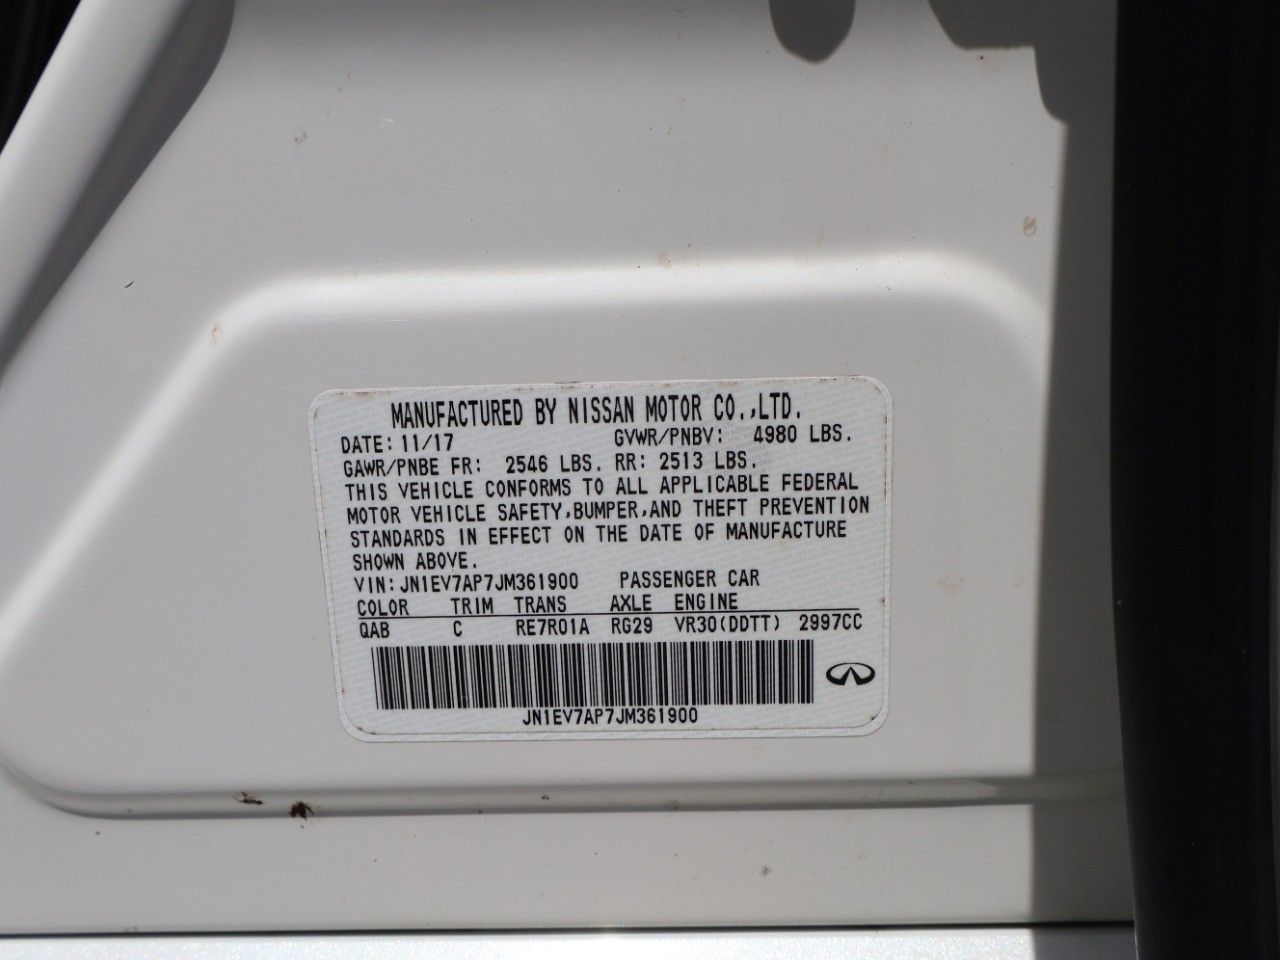 MANUFACTURED BY NISSAN MOTOR CO.,LTD.
DATE: 11/17 GVWR/PNBV: 4980 LBS.
GAWR/PNBE FR: 2546 LBS. RR: 2513 LBS.
THIS VEHICLE CONFORMS TO ALL APPLICABLE FEDERAL
MOTOR VEHICLE SAFETY,BUMPER,AND THEFT PREVENTION
STANDARDS IN EFFECT ON THE DATE OF MANUFACTURE
SHOWN ABOVE.
VIN: JN1EV7AP7JM361900 PASSENGER CAR
COLOR TRIM TRANS AXLE ENGINE
QAB C RE7R01A RG29 VR30(DDTT) 2997CC
JN1EV7AP7JM361900